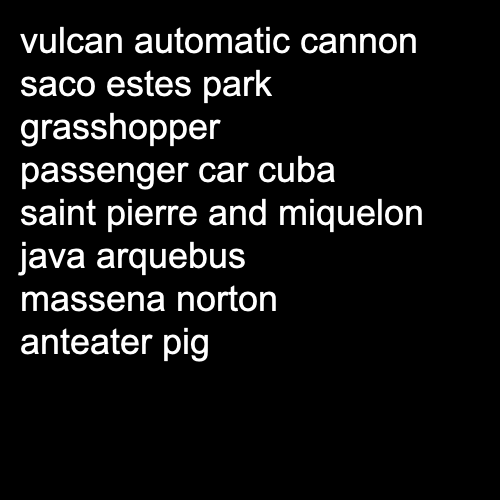 vulcan automatic cannon
saco estes park
grasshopper
passenger car cuba
saint pierre and miquelon
java arquebus
massena norton
anteater pig